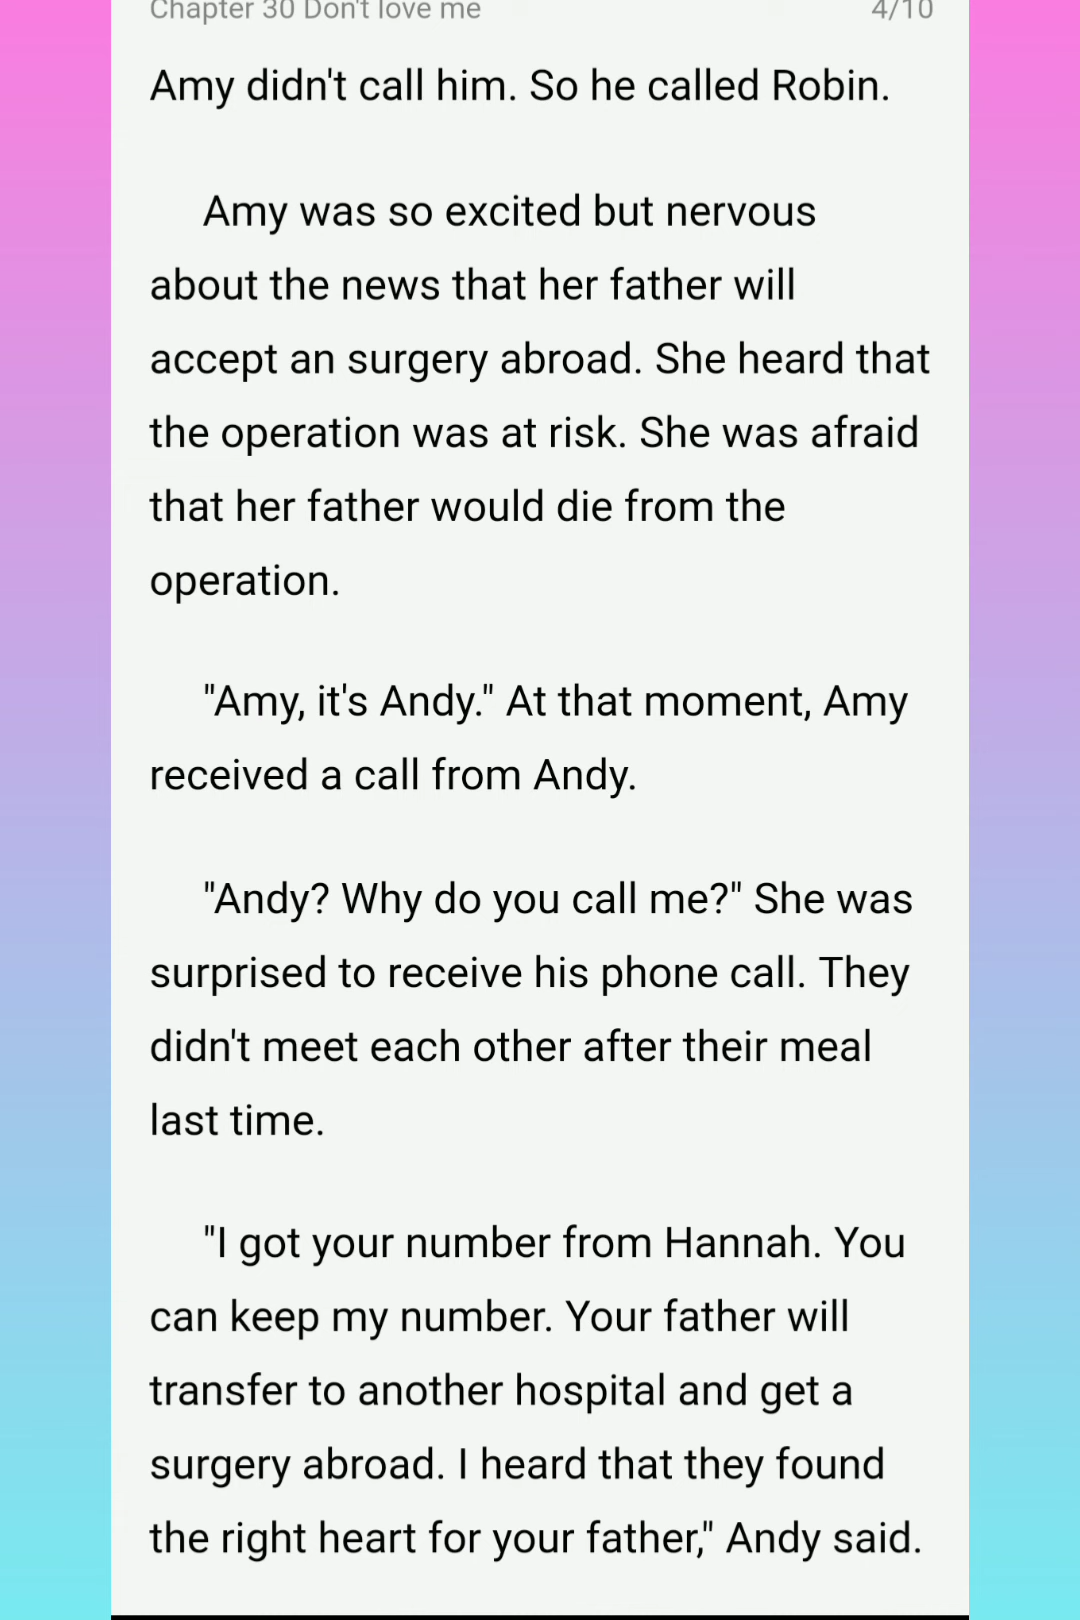 Chapter 30 Don't love me 4/10
Amy didn't call him. So he called Robin.
Amy was so excited but nervous
about the news that her father will
accept an surgery abroad. She heard that
the operation was at risk. She was afraid
that her father would die from the
operation.
"Amy, it's Andy." At that moment, Amy
received a call from Andy.
"Andy? Why do you call me?" She was
surprised to receive his phone call. They
didn't meet each other after their meal
last time.
"I got your number from Hannah. You
can keep my number. Your father will
transfer to another hospital and get a
surgery abroad. I heard that they found
the right heart for your father," Andy said.